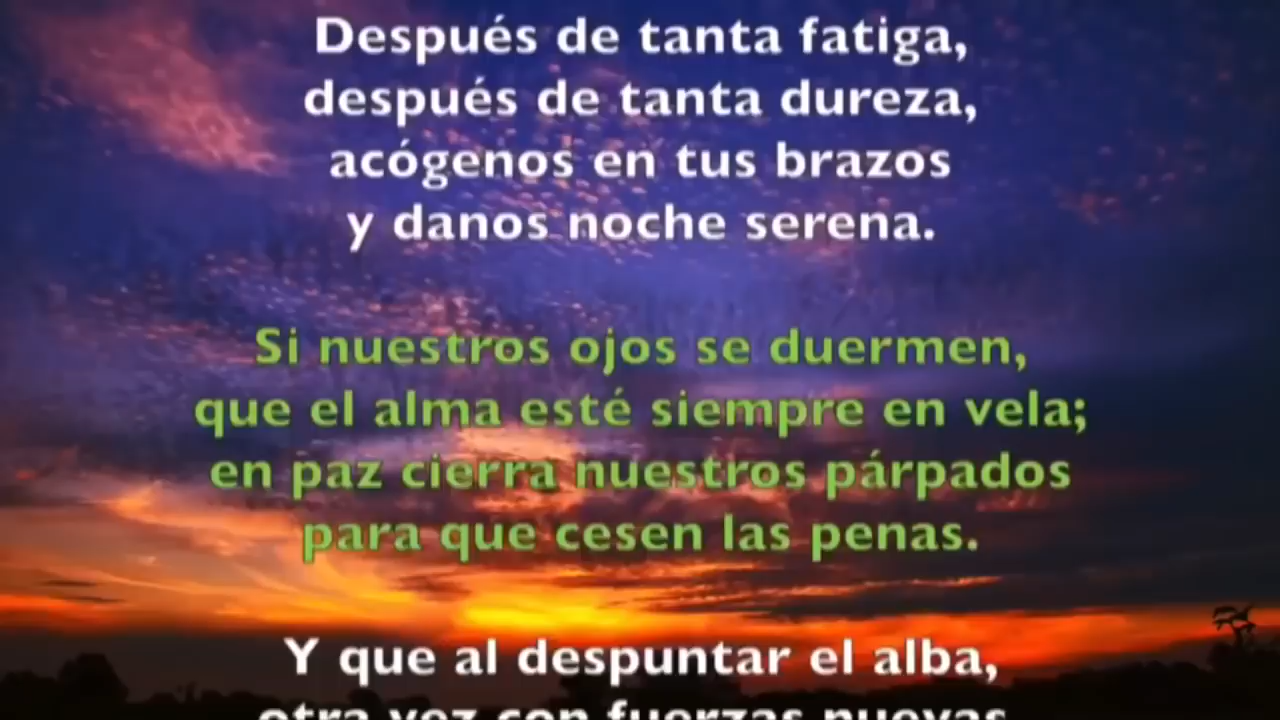 Después de tanta fatiga,
después de tanta dureza,
acógenos en tus brazos
y danos noche serena.
Si nuestros ojos se duermen,
que el alma esté siempre en vela;
en paz cierra nuestros párpados
para que cesen las penas.
Y que al despuntar el alba,
otra vez con fuerzas nuevas